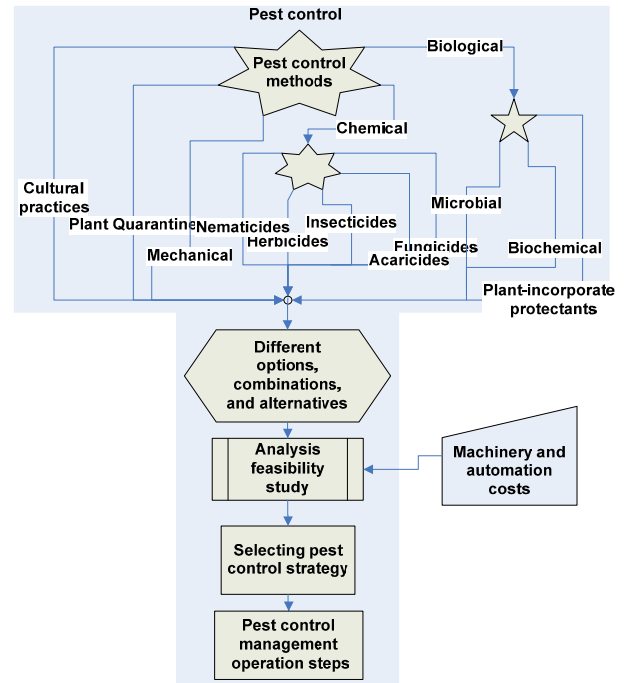 Pest control
Pest control
methods
Biological
Chemical
Cultural
practices
Plant Quarantine
Nematicides
Insecticides
Herbicides
Mechanical
Microbial
Fungicides
Acaricides
Biochemical
Plant-incorporate
protectants
Different
options,
combinations,
and alternatives
Analysis
feasibility
study
Machinery and
automation
costs
Selecting pest
control strategy
Pest control
management
operation steps